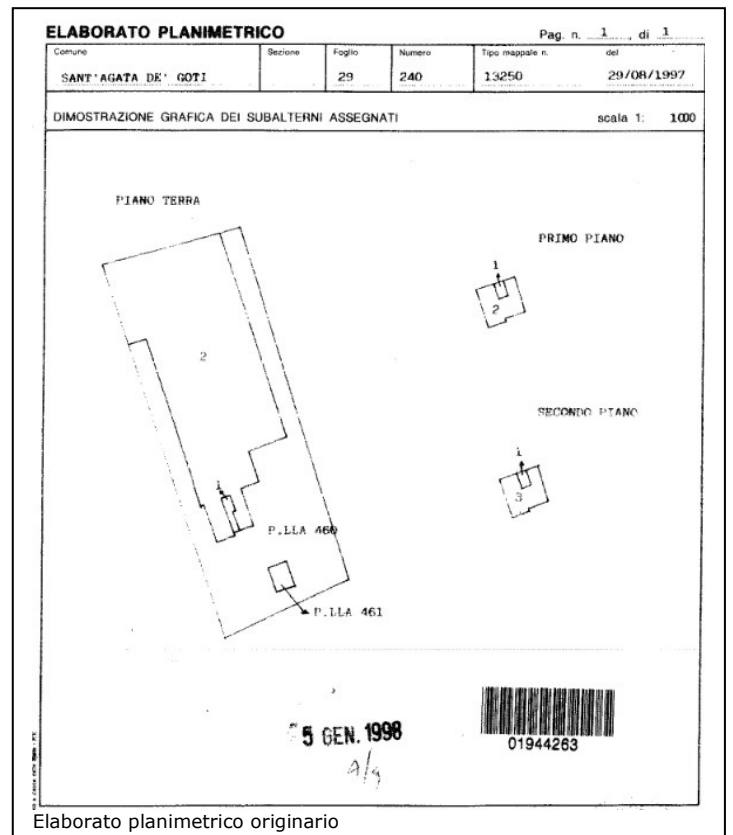 ELABORATO PLANIMETRICO Pag. n. 1 di 1
Comune Sezione Foglio Numero Tipo mappale n. del
SANT'AGATA DE' GOTI 29 240 13250 29/08/1997
DIMOSTRAZIONE GRAFICA DEI SUBALTERNI ASSEGNATI scala 1: 1000
PIANO TERRA
PRIMO PIANO
1
2
2
SECONDO PIANO
1
3
1
P.LLA 460
P.LLA 461
5 GEN. 1998
01944263
Elaborato planimetrico originario